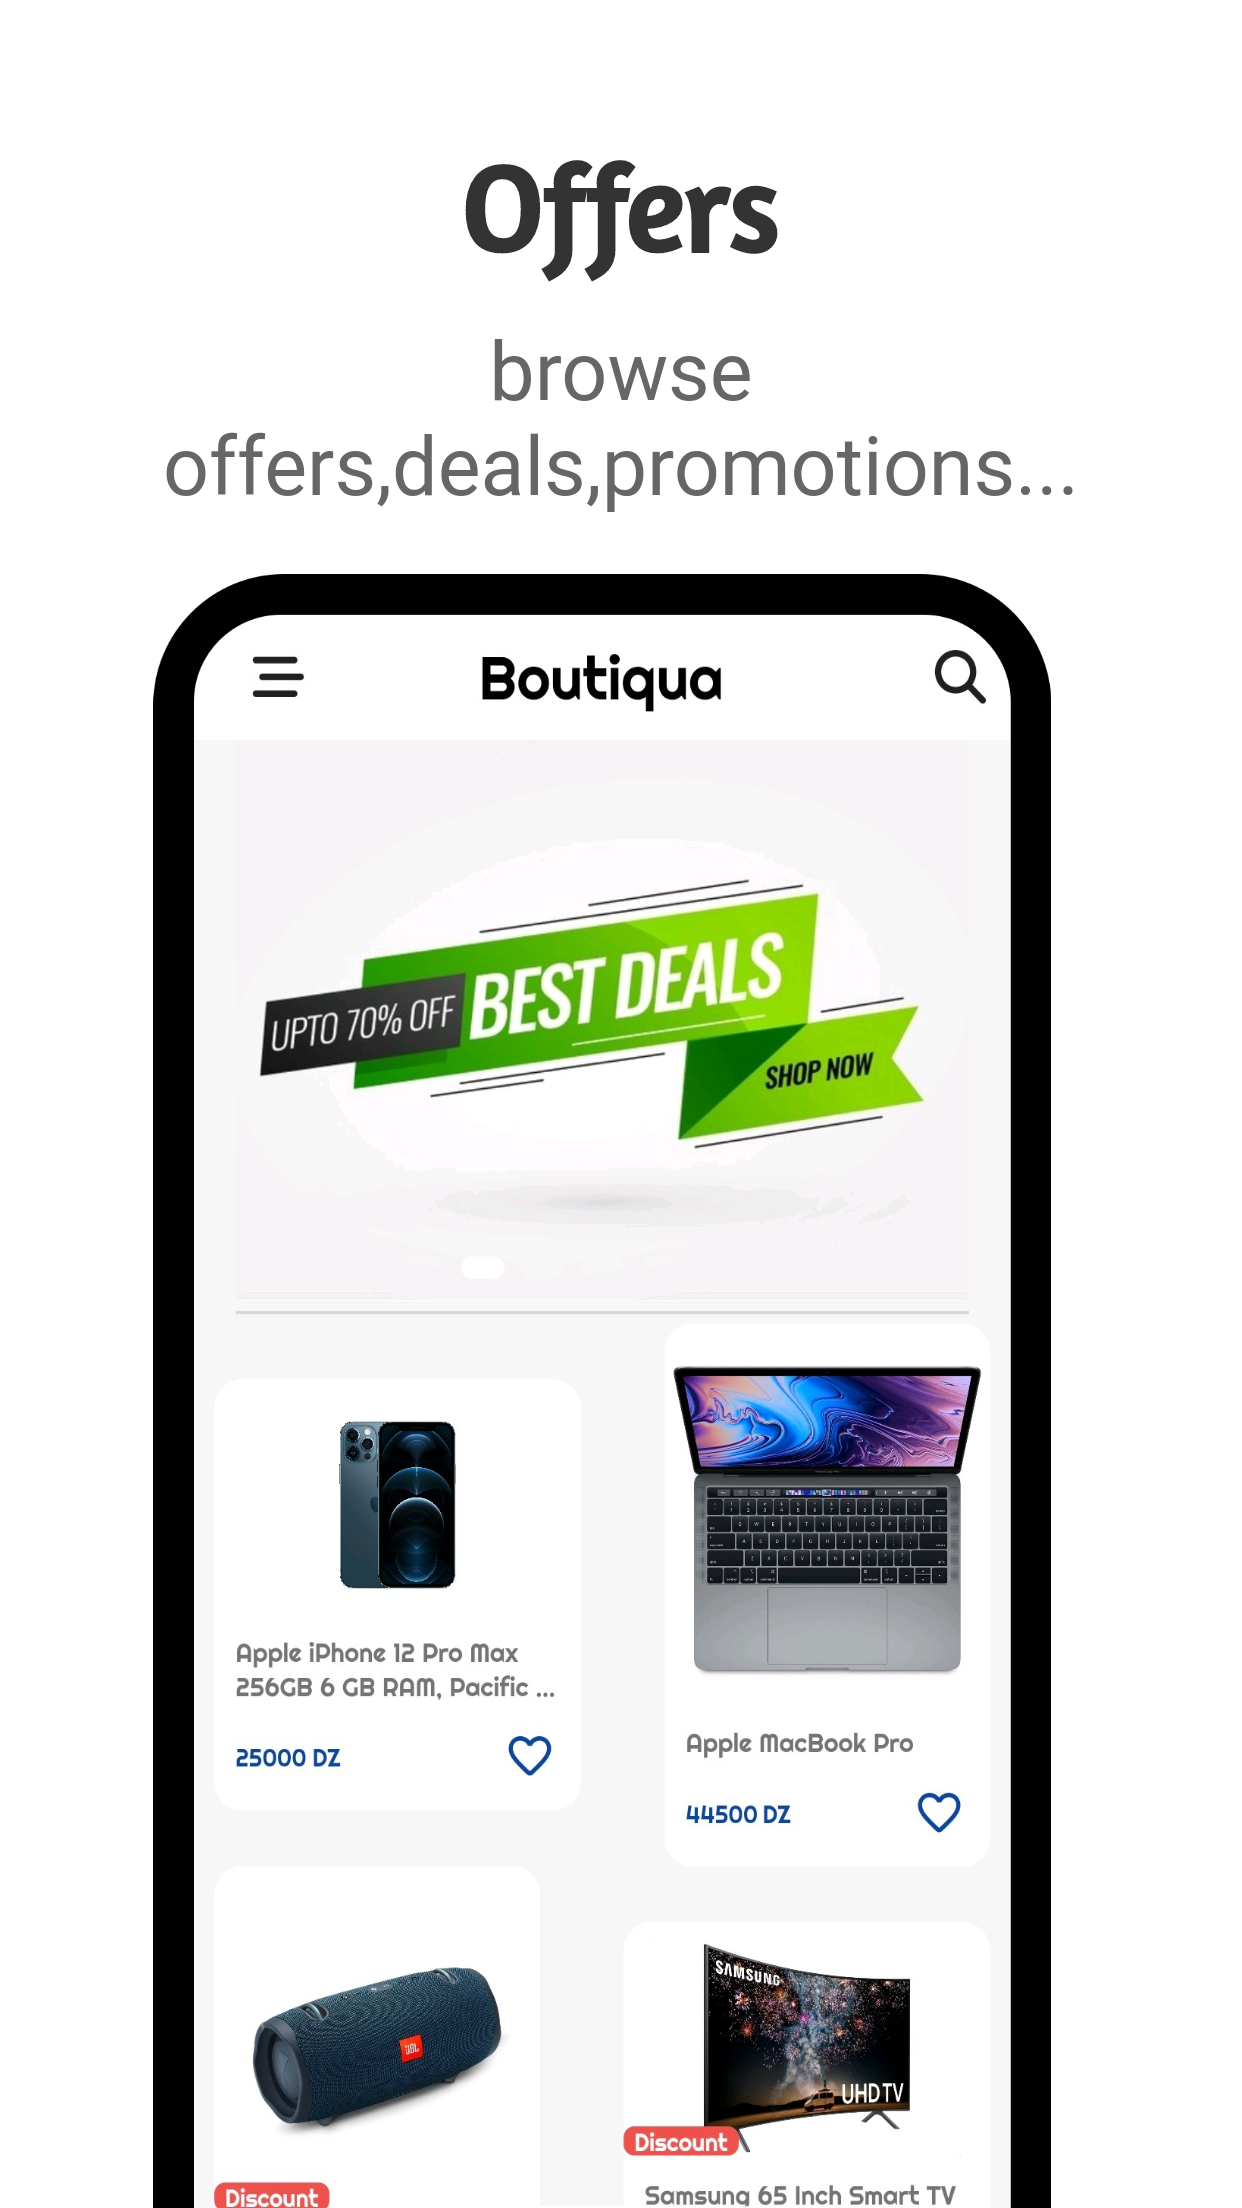 Offers
browse
offers,deals,promotions...
Boutiqua
UPTO 70% OFF
BEST DEALS
SHOP NOW
Apple iPhone 12 Pro Max
256GB 6 GB RAM, Pacific ...
25000 DZ
Apple MacBook Pro
44500 DZ
JBL
Discount
SAMSUNG
UHD TV
Discount
Samsung 65 Inch Smart TV